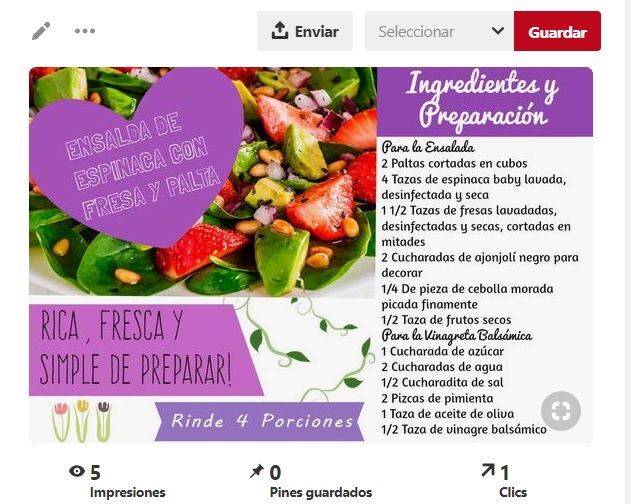 Enviar
Seleccionar
Guardar
ENSALDA DE
ESPINACA CON
FRESA Y PALTA
RICA , FRESCA Y
SIMPLE DE PREPARAR!
Rinde 4 Porciones
Ingredientes y
Preparación
Para la Ensalada
2 Paltas cortadas en cubos
4 Tazas de espinaca baby lavada,
desinfectada y seca
1 1/2 Tazas de fresas lavadadas,
desinfectadas y secas, cortadas en
mitades
2 Cucharadas de ajonjolí negro para
decorar
1/4 De pieza de cebolla morada
picada finamente
1/2 Taza de frutos secos
Para la Vinagreta Balsámica
1 Cucharada de azúcar
2 Cucharadas de agua
1/2 Cucharadita de sal
2 Pizcas de pimienta
1 Taza de aceite de oliva
1/2 Taza de vinagre balsámico
5
Impresiones
0
Pines guardados
1
Clics